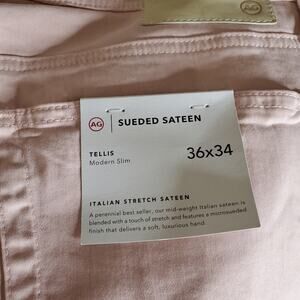 AG
AG SUEDED SATEEN
TELLIS
Modern Slim
36x34
ITALIAN STRETCH SATEEN
A perennial best seller, our mid-weight Italian sateen is
blended with a touch of stretch and features a microsueded
finish that delivers a soft, luxurious hand